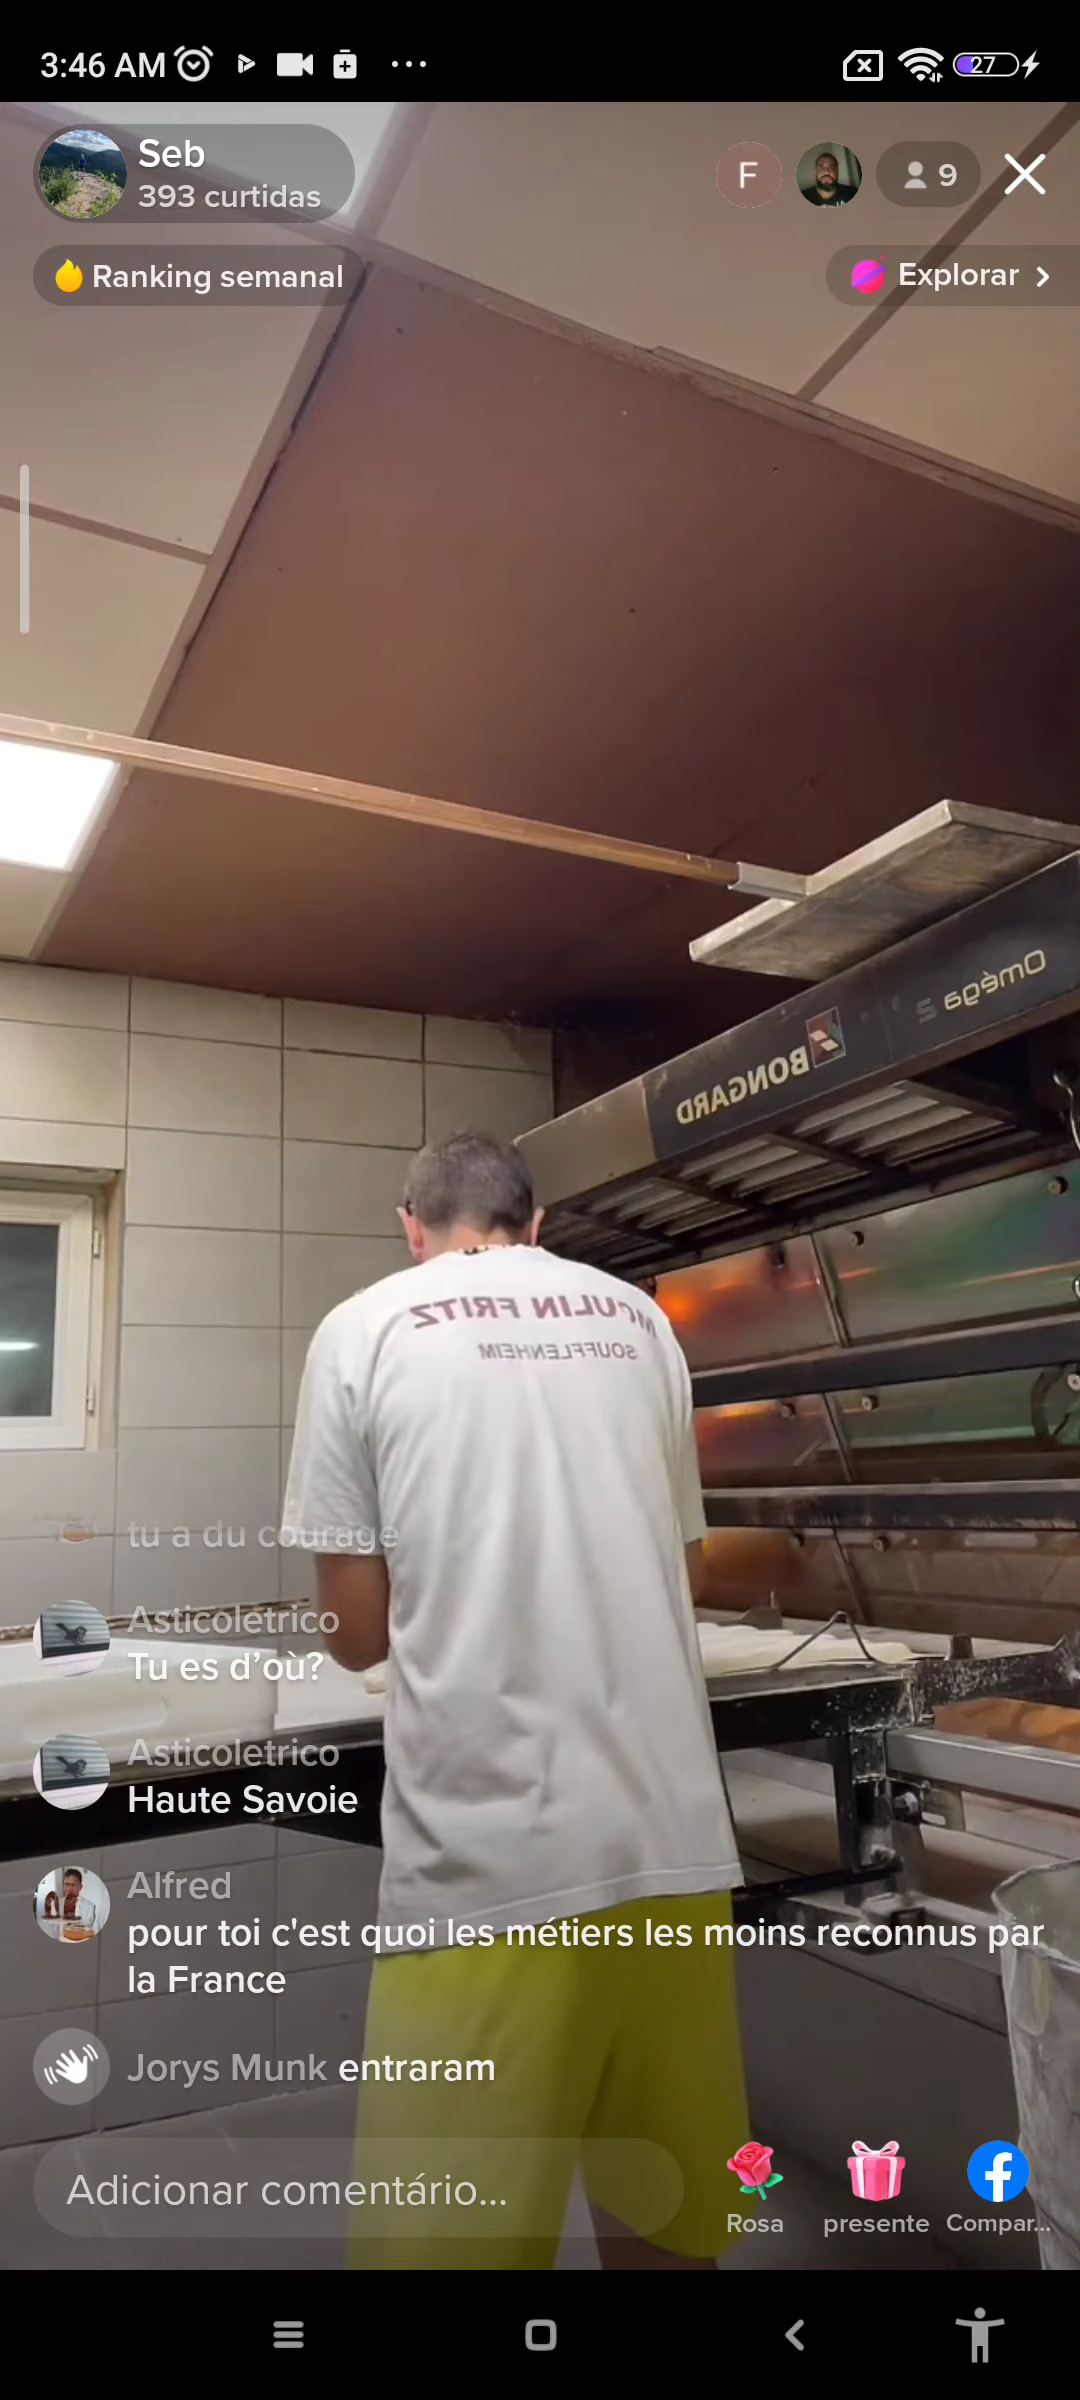 3:46 AM
27
Seb
393 curtidas
F
9
Ranking semanal
Explorar
Omēga 2
BONGARD
MOULIN FRITZ
SOUFFLENHEIM
tu a du courage
Asticoletrico
Tu es d’où?
Asticoletrico
Haute Savoie
Alfred
pour toi c'est quoi les métiers les moins reconnus par
la France
Jorys Munk entraram
Adicionar comentário...
Rosa
presente
Compar...